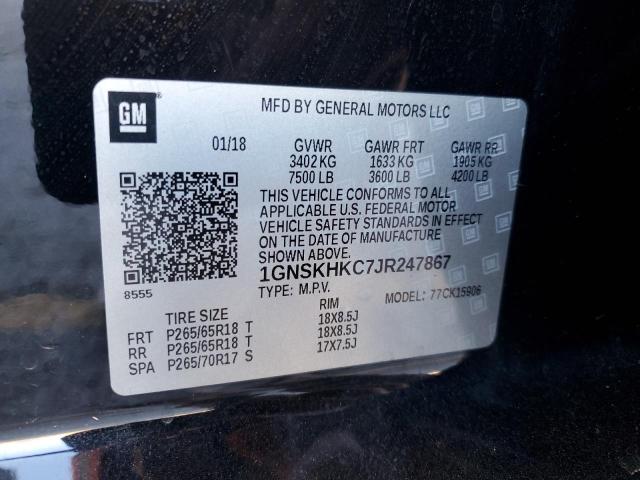 GM
MFD BY GENERAL MOTORS LLC
01/18 GVWR GAWR FRT GAWR RR
3402 KG 1633 KG 1905 KG
7500 LB 3600 LB 4200 LB
THIS VEHICLE CONFORMS TO ALL
APPLICABLE U.S. FEDERAL MOTOR
VEHICLE SAFETY STANDARDS IN EFFECT
ON THE DATE OF MANUFACTURE
SHOWN ABOVE.
1GNSKHKC7JR247867
8555
TYPE: M.P.V. MODEL: 77CK15906
TIRE SIZE RIM
FRT P265/65R18 T 18X8.5J
RR P265/65R18 T 18X8.5J
SPA P265/70R17 S 17X7.5J